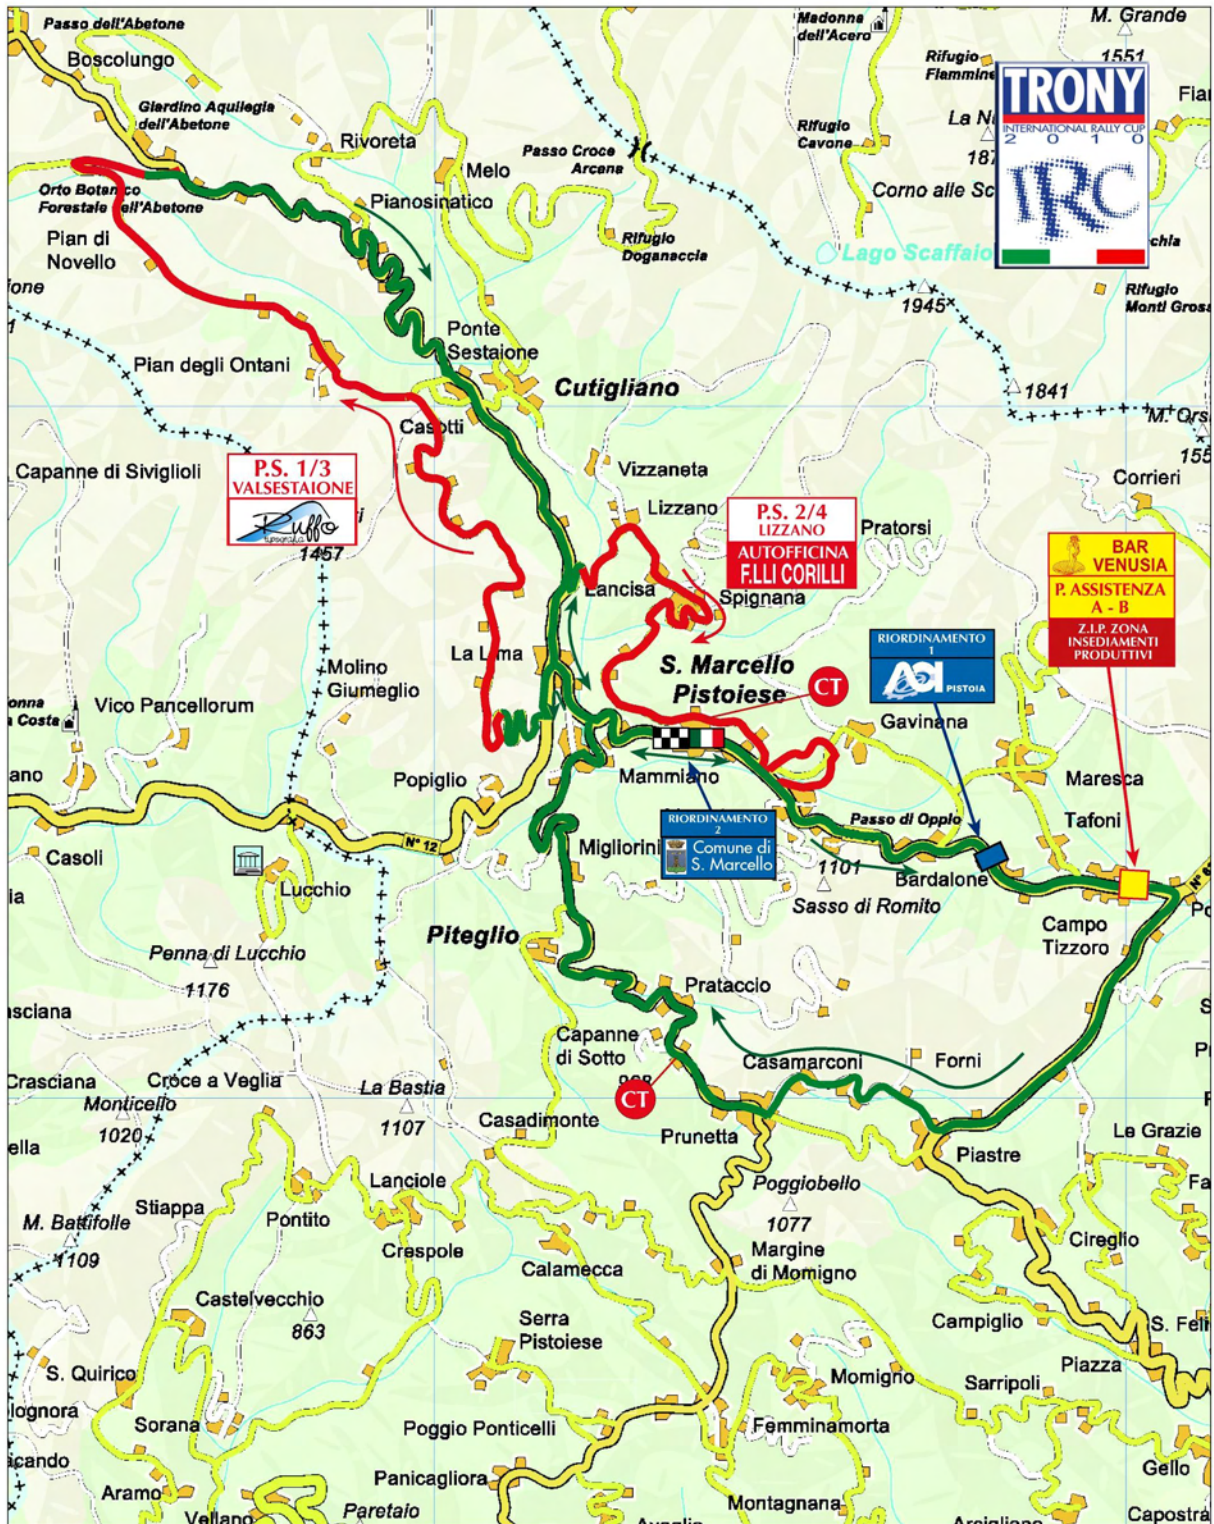 Passo dell'Abetone
Boscolungo
Giardino Aquilegia
dell'Abetone
Rivoreta
Melo
Pianosinatico
Passo Croce
Arcana
Madonna
dell'Acero
M. Grande
1551
Rifugio
Rifugio
Cavone
Corno alle
TRONY
INTERNATIONAL RALLY CUP
2 0 1 0
IRC
Orto Botanico
Forestale dell'Abetone
Pian di
Novello
Rifugio
Doganaccia
Lago Scaffaio
1945
Rifugio
Ponte
Sestaione
Pian degli Ontani
Cutigliano
1841
Casotti
Capanne di Siviglioli
P.S. 1/3
VALSESTAIONE
Ruffo
tipografia
1457
Vizzaneta
Lizzano
P.S. 2/4
LIZZANO
AUTOFFICINA
F.LLI CORILLI
Pratorsi
Corrieri
BAR
VENUSIA
P. ASSISTENZA
A - B
Z.I.P. ZONA
INSEDIAMENTI
PRODUTTIVI
Lancisa
Spignana
RIORDINAMENTO
1
ACI PISTOIA
La Lima
S. Marcello
Pistoiese
CT
Molino
Giumeglio
Vico Pancellorum
Gavinana
Popiglio
Mammiano
Maresca
RIORDINAMENTO
2
Comune di
S. Marcello
Passo di Oppio
Tafoni
N° 12
Migliorini
Casoli
1101
Bardalone
Lucchio
Sasso di Romito
Campo
Tizzoro
Piteglio
Penna di Lucchio
1176
Prataccio
Capanne
di Sotto
Casamarconi
Forni
Crasciana
Croce a Veglia
La Bastia
1107
Monticello
1020
CT
Casadimonte
Prunetta
Piastre
Le Grazie
Lanciole
Poggiobello
1077
Stiappa
Pontito
M. Battifolle
1109
Crespole
Calamecca
Margine
di Momigno
Cireglio
Castelvecchio
863
Serra
Pistoiese
Campiglio
Piazza
S. Quirico
Momigno
Sarripoli
Sorana
Poggio Ponticelli
Femminamorta
Panicagliora
Gello
Aramo
Montagnana
Paretaio